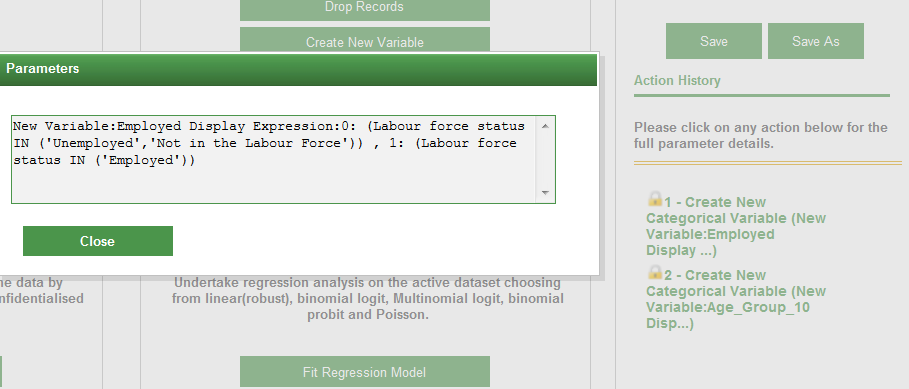 Drop Records
Create New Variable
Save
Save As
Parameters
Action History
New Variable:Employed Display Expression:0: (Labour force status
IN ('Unemployed','Not in the Labour Force')) , 1: (Labour force
status IN ('Employed'))
Please click on any action below for the
full parameter details.
Close
1 - Create New
Categorical Variable (New
Variable:Employed
Display ...)
2 - Create New
Categorical Variable (New
Variable:Age_Group_10
Disp...)
data by
nfidentialised
Undertake regression analysis on the active dataset choosing
from linear(robust), binomial logit, Multinomial logit, binomial
probit and Poisson.
Fit Regression Model